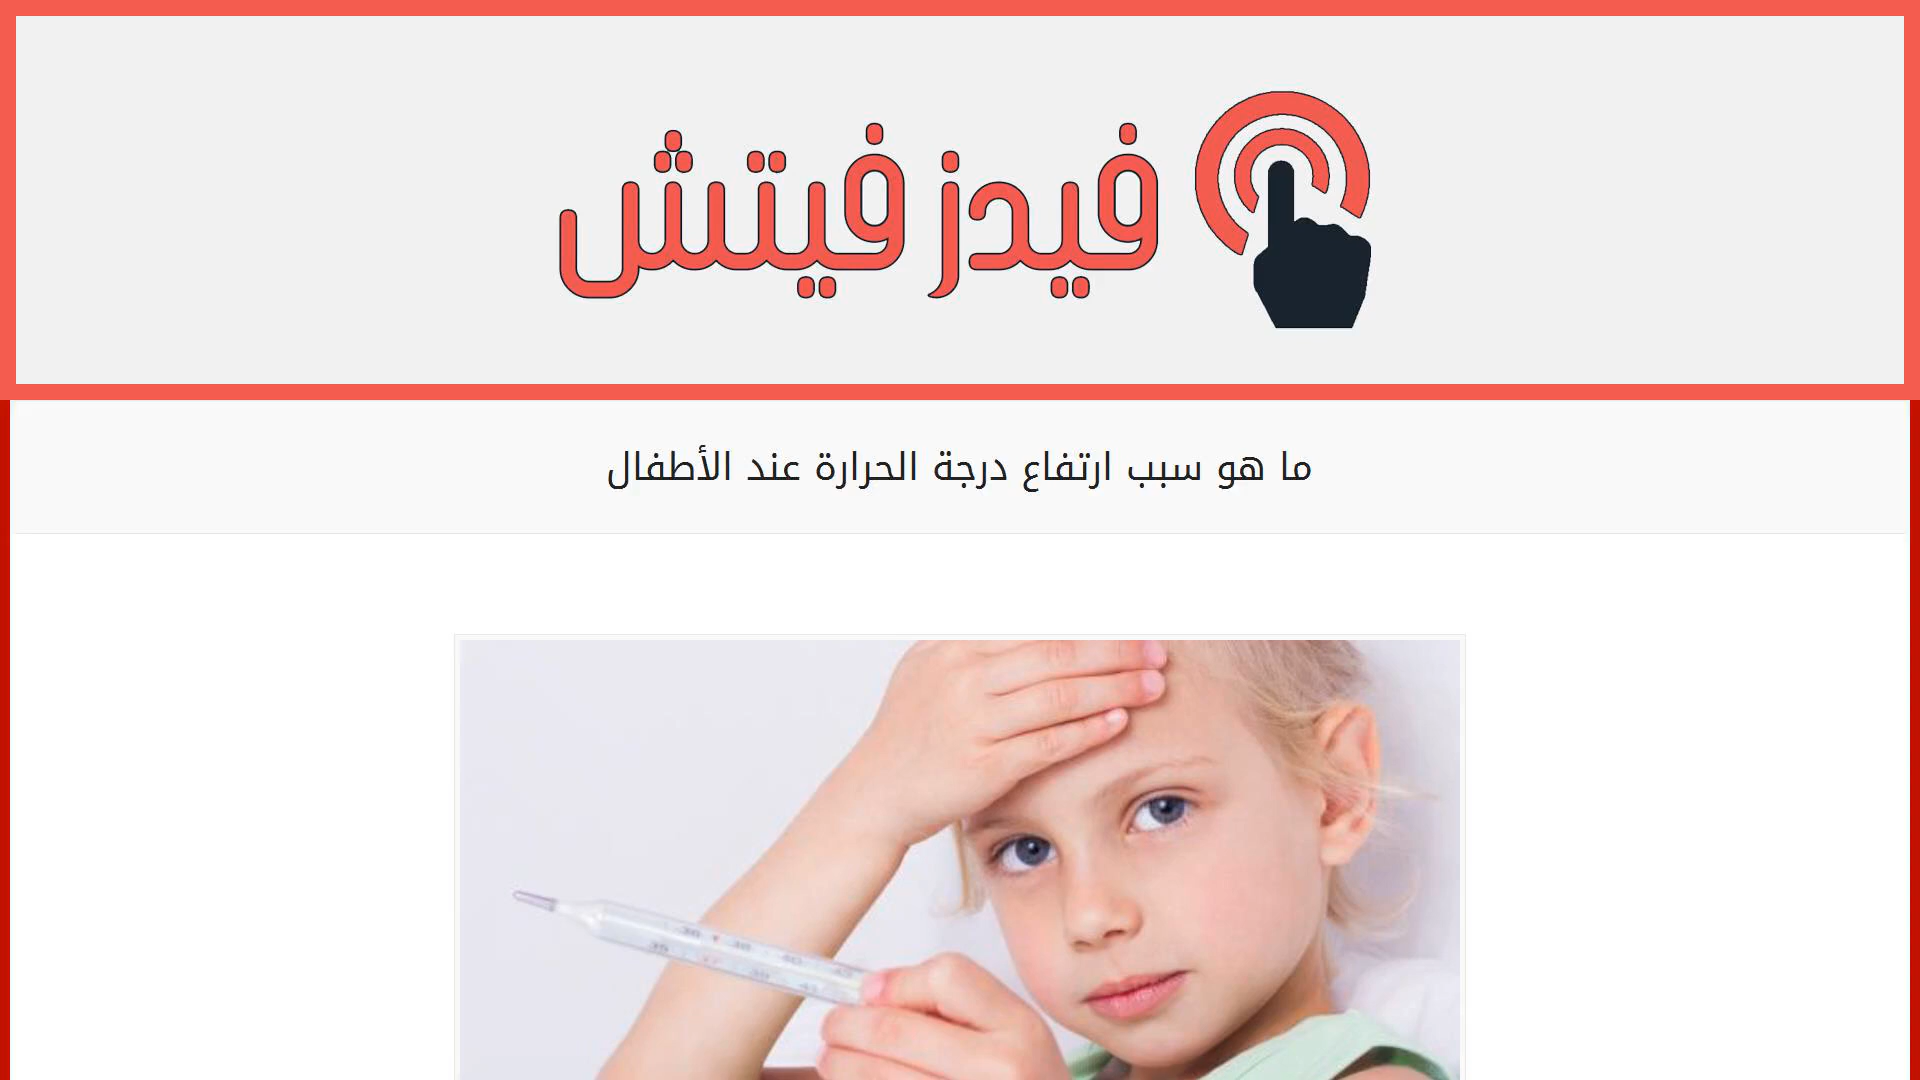 فيدز فيتش
ما هو سبب ارتفاع درجة الحرارة عند الأطفال